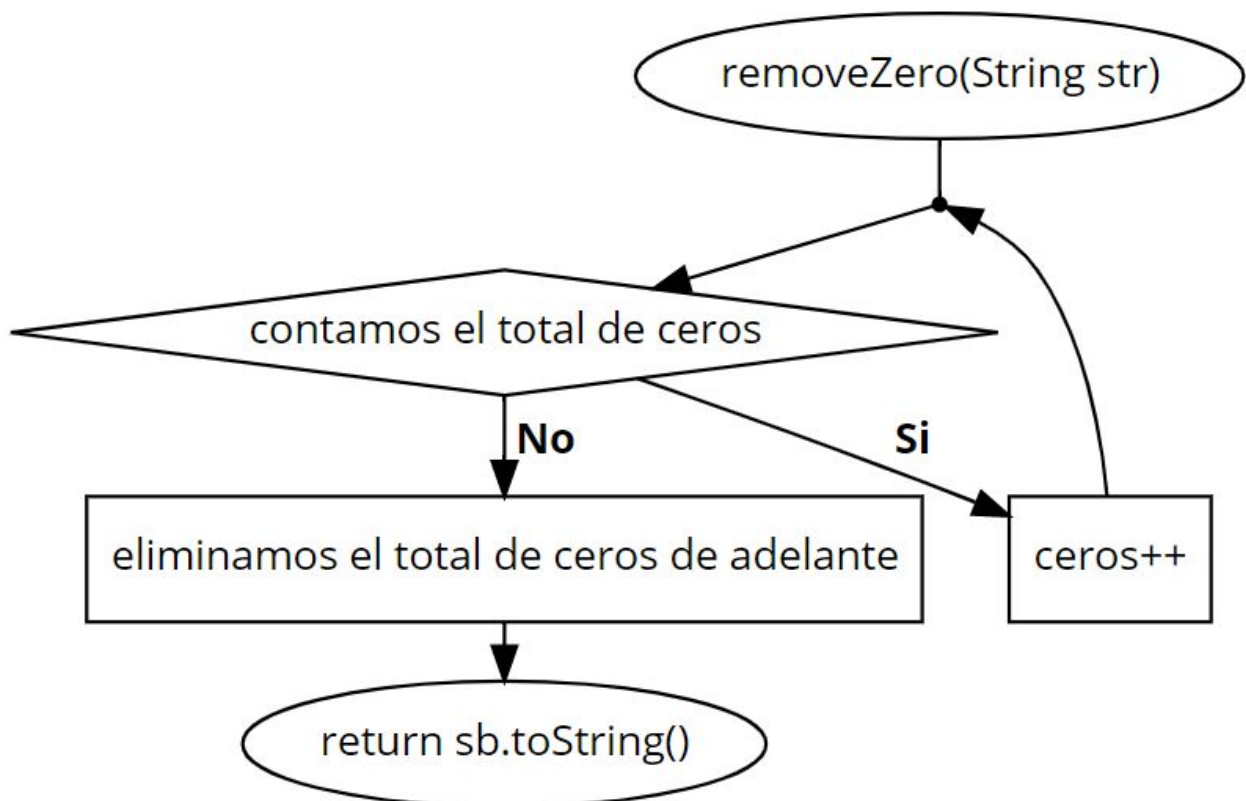 removeZero(String str)
contamos el total de ceros
No
Si
eliminamos el total de ceros de adelante
ceros++
return sb.toString()